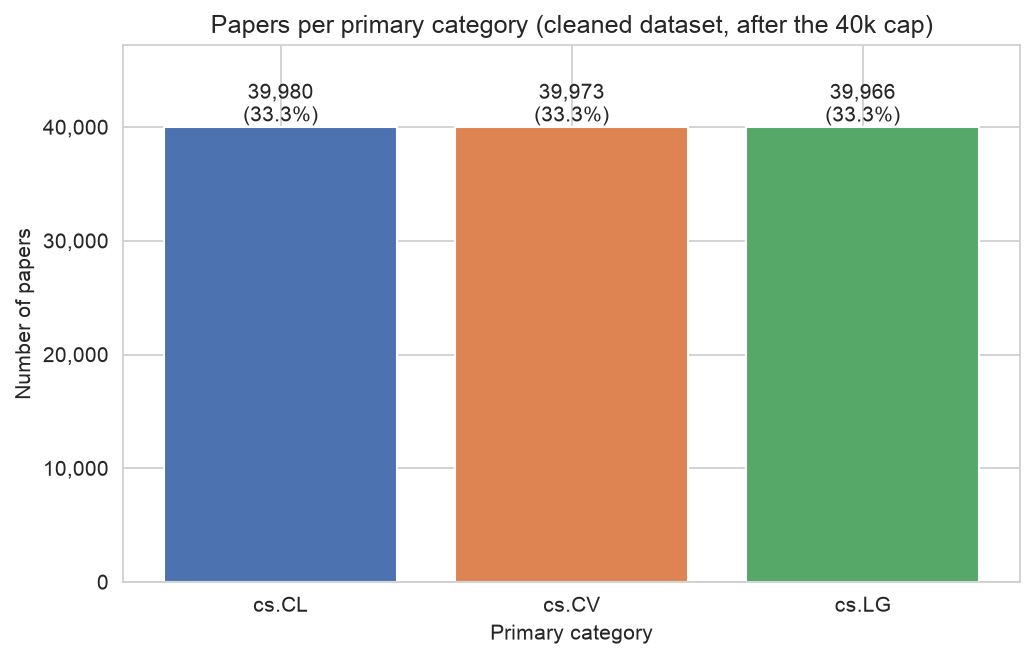 Papers per primary category (cleaned dataset, after the 40k cap)
39,980
(33.3%)
39,973
(33.3%)
39,966
(33.3%)
Number of papers
40,000
30,000
20,000
10,000
0
cs.CL
cs.CV
cs.LG
Primary category